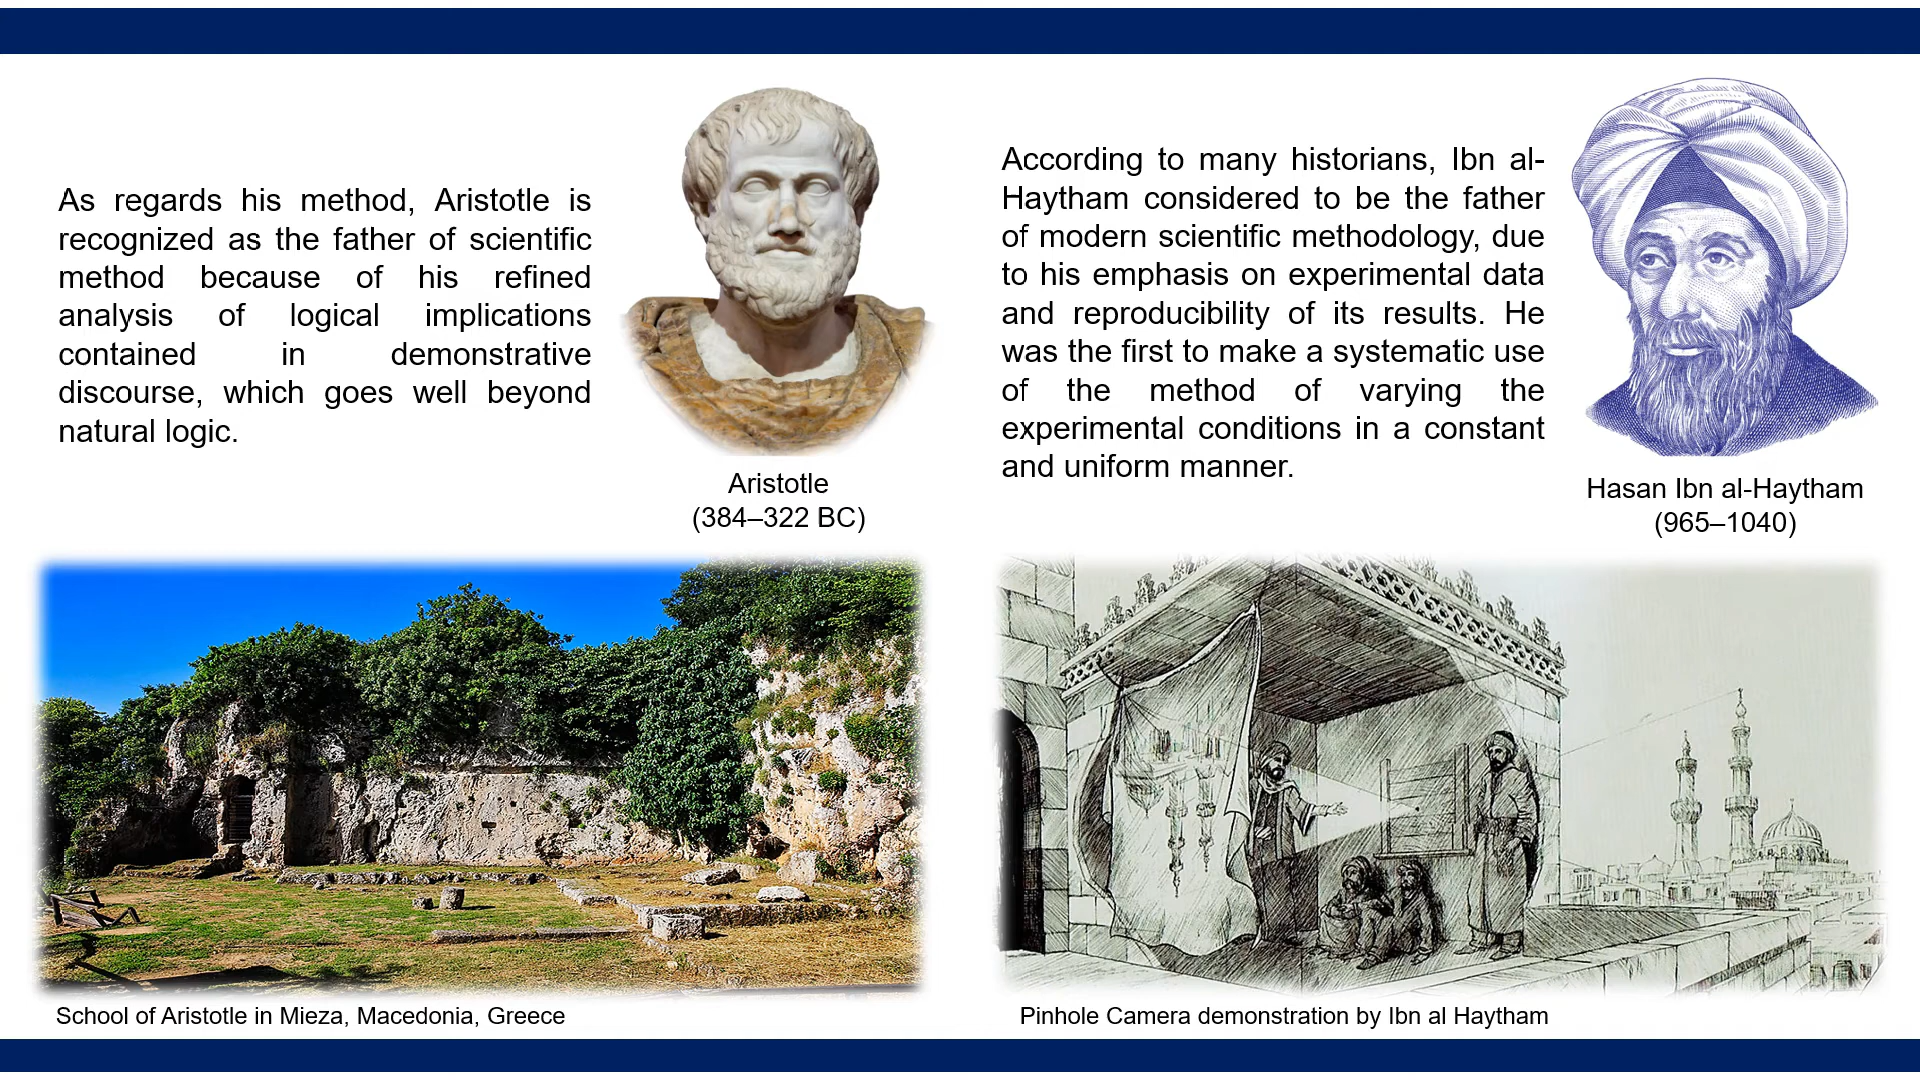 As regards his method, Aristotle is
recognized as the father of scientific
method because of his refined
analysis of logical implications
contained in demonstrative
discourse, which goes well beyond
natural logic.
Aristotle
(384–322 BC)
School of Aristotle in Mieza, Macedonia, Greece
According to many historians, Ibn al-
Haytham considered to be the father
of modern scientific methodology, due
to his emphasis on experimental data
and reproducibility of its results. He
was the first to make a systematic use
of the method of varying the
experimental conditions in a constant
and uniform manner.
Hasan Ibn al-Haytham
(965–1040)
Pinhole Camera demonstration by Ibn al Haytham